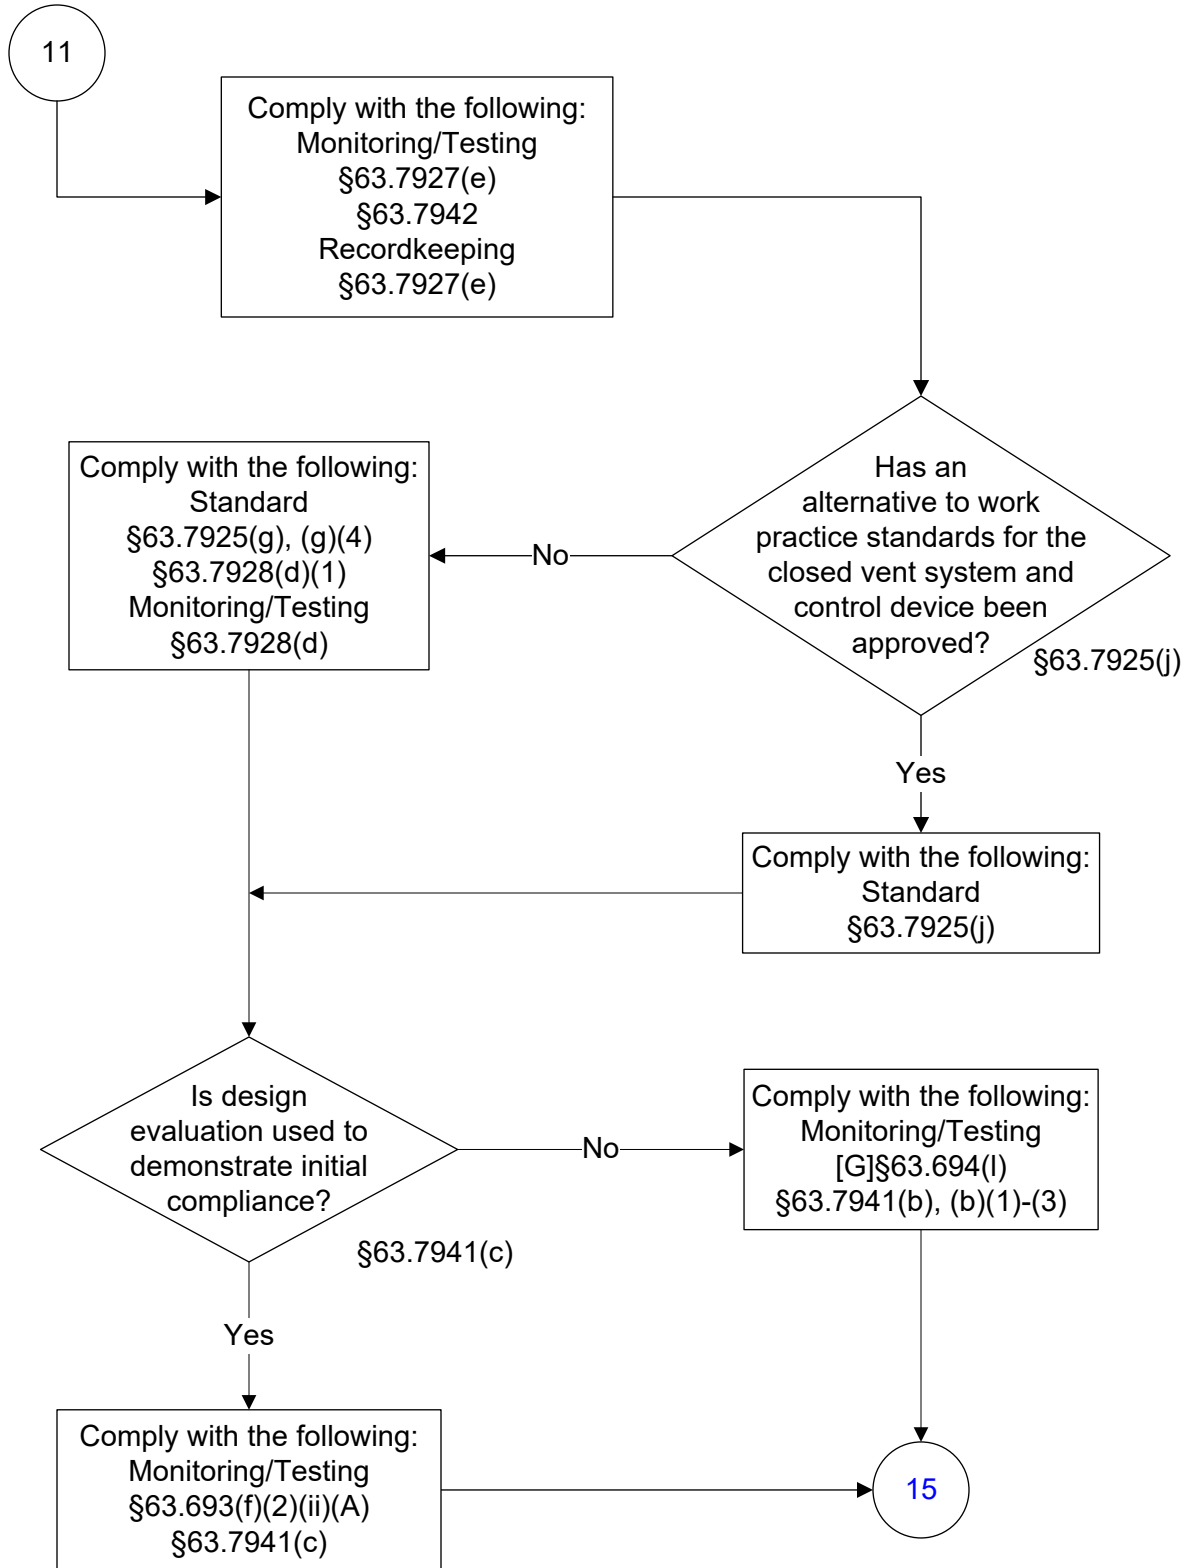 11
Comply with the following:
Monitoring/Testing
§63.7927(e)
§63.7942
Recordkeeping
§63.7927(e)
Has an
alternative to work
practice standards for the
closed vent system and
control device been
approved?
§63.7925(j)
No
Comply with the following:
Standard
§63.7925(g), (g)(4)
§63.7928(d)(1)
Monitoring/Testing
§63.7928(d)
Yes
Comply with the following:
Standard
§63.7925(j)
Is design
evaluation used to
demonstrate initial
compliance?
§63.7941(c)
No
Comply with the following:
Monitoring/Testing
[G]§63.694(l)
§63.7941(b), (b)(1)-(3)
Yes
Comply with the following:
Monitoring/Testing
§63.693(f)(2)(ii)(A)
§63.7941(c)
15